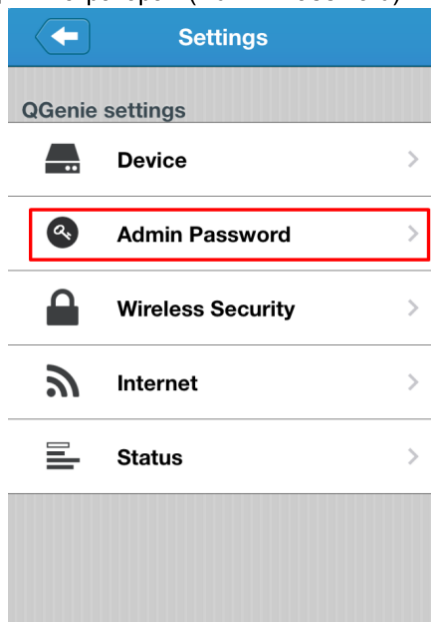 Settings
QGenie settings
Device
Admin Password
Wireless Security
Internet
Status